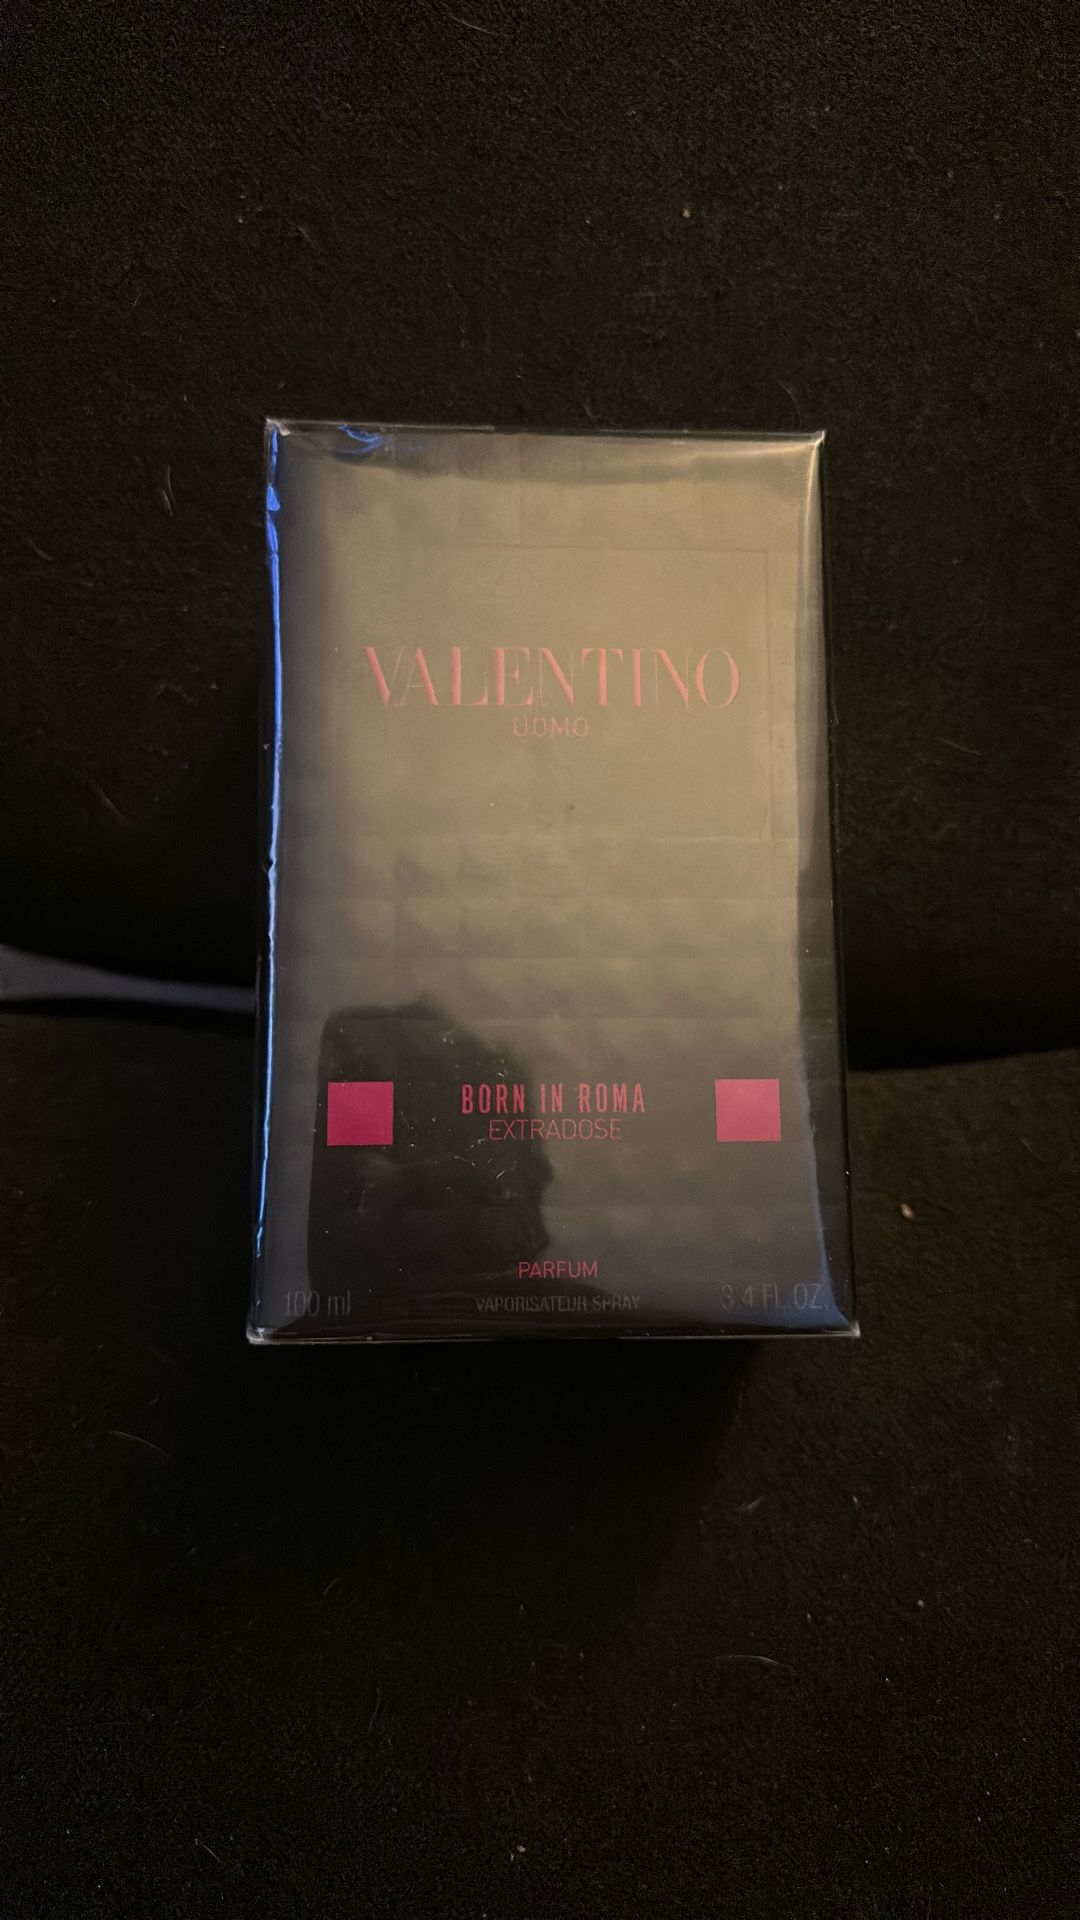 VALENTINO
UOMO
BORN IN ROMA
EXTRADOSE
PARFUM
100 ml VAPORISATEUR SPRAY 3.4 FL.OZ.